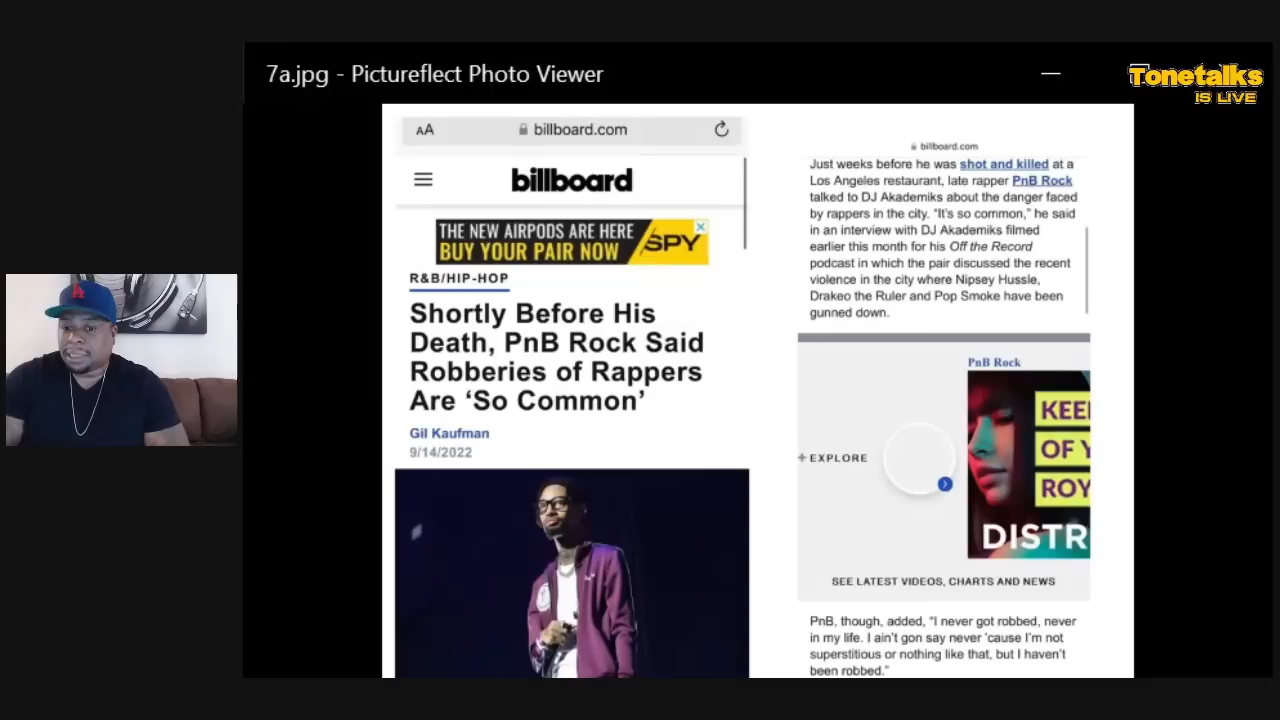 7a.jpg - Pictureflect Photo Viewer
Tonetalks
IS LIVE
AA
billboard.com
billboard
THE NEW AIRPODS ARE HERE
BUY YOUR PAIR NOW
SPY
R&B/HIP-HOP
Shortly Before His
Death, PnB Rock Said
Robberies of Rappers
Are ‘So Common’
Gil Kaufman
9/14/2022
billboard.com
Just weeks before he was shot and killed at a
Los Angeles restaurant, late rapper PnB Rock
talked to DJ Akademiks about the danger faced
by rappers in the city. “It's so common,” he said
in an interview with DJ Akademiks filmed
earlier this month for his Off the Record
podcast in which the pair discussed the recent
violence in the city where Nipsey Hussle,
Drakeo the Ruler and Pop Smoke have been
gunned down.
PnB Rock
+ EXPLORE
KEE
OF Y
ROY
DISTR
SEE LATEST VIDEOS, CHARTS AND NEWS
PnB, though, added, “I never got robbed, never
in my life. I ain't gon say never ’cause I'm not
superstitious or nothing like that, but I haven't
been robbed.”
LA